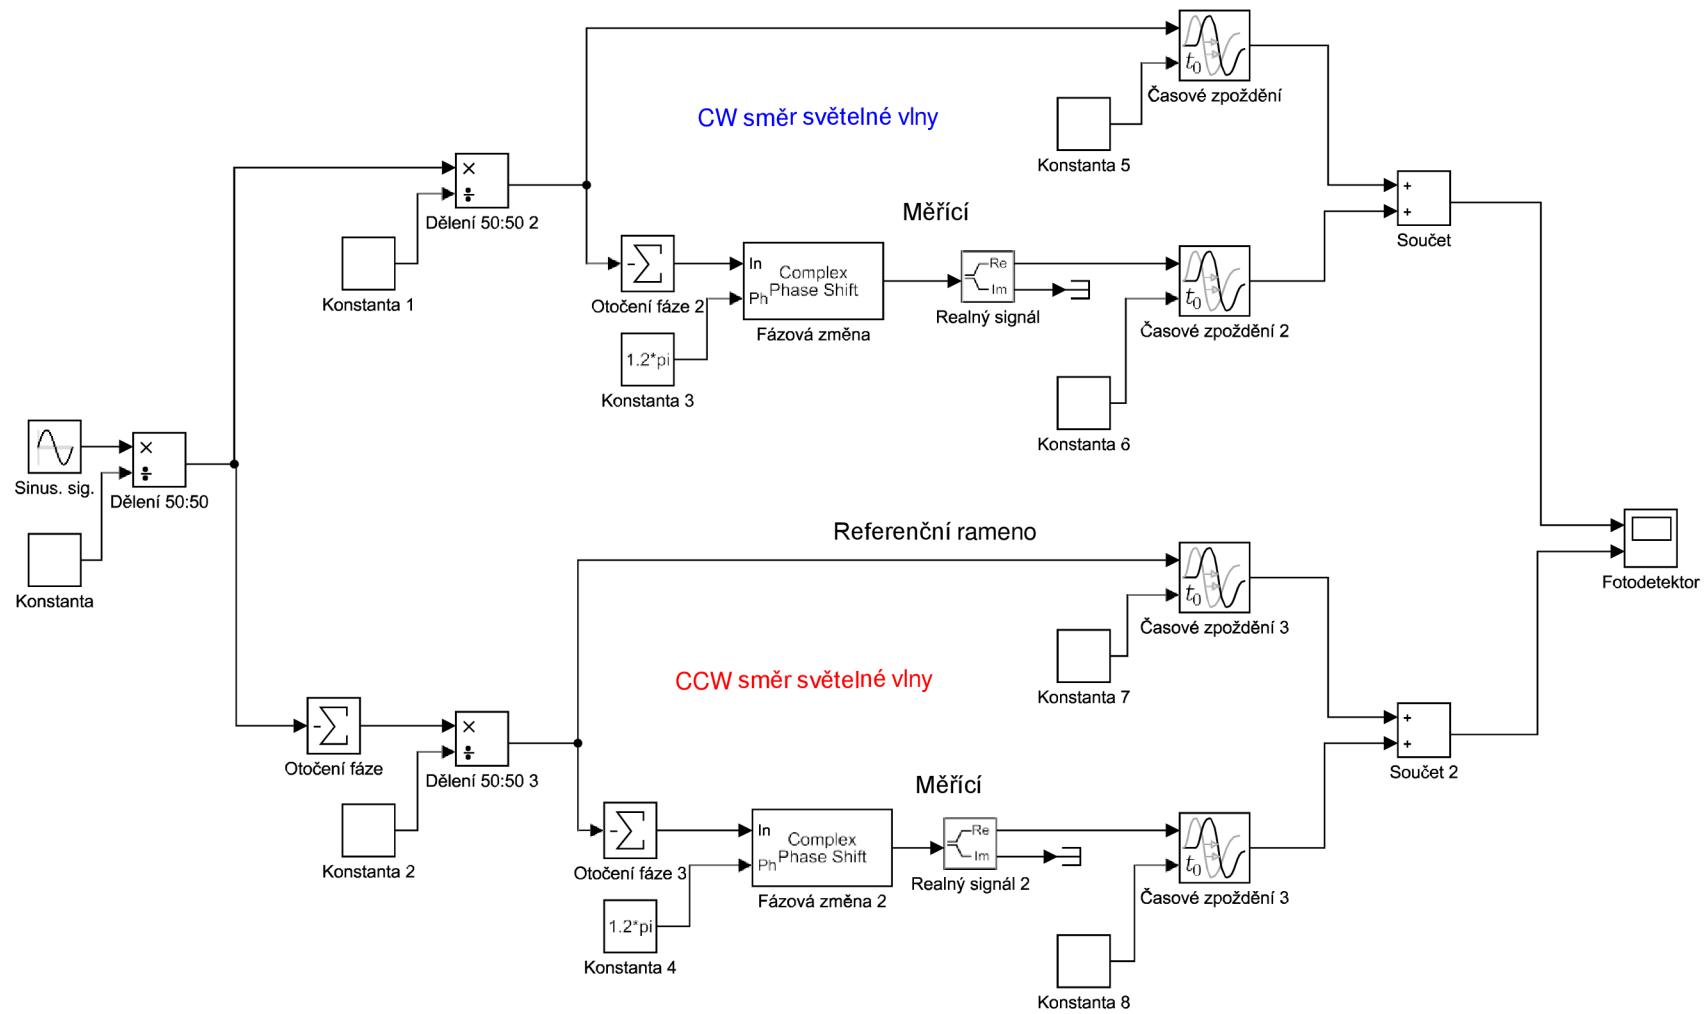 t0
Časové zpoždění
CW směr světelné vlny
Konstanta 5
×
÷
Dělení 50:50 2
Měřící
+
+
Součet
Konstanta 1
-
Otočení fáze 2
In
Ph
Complex
Phase Shift
Fázová změna
Re
Im
Realný signál
t0
Časové zpoždění 2
1.2*pi
Konstanta 3
Konstanta 6
Sinus. sig.
×
÷
Dělení 50:50
Konstanta
Referenční rameno
t0
Časové zpoždění 3
Fotodetektor
CCW směr světelné vlny
Konstanta 7
-
Otočení fáze
×
÷
Dělení 50:50 3
+
+
Součet 2
Měřící
Konstanta 2
-
Otočení fáze 3
In
Ph
Complex
Phase Shift
Fázová změna 2
Re
Im
Realný signál 2
t0
Časové zpoždění 3
1.2*pi
Konstanta 4
Konstanta 8